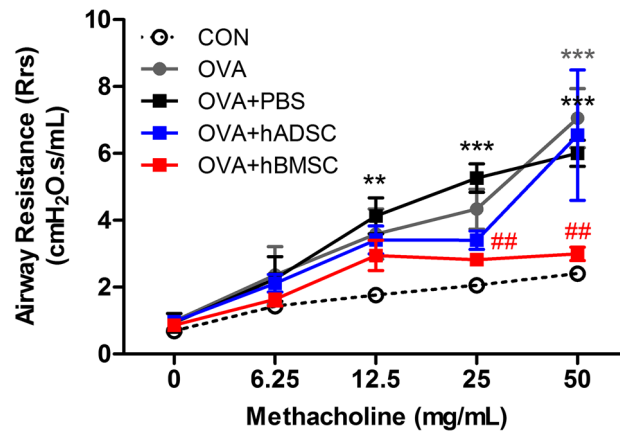 CON
OVA
OVA+PBS
OVA+hADSC
OVA+hBMSC
Airway Resistance (Rrs)
(cmH₂O.s/mL)
10
8
6
4
2
0
***
***
***
**
##
##
0 6.25 12.5 25 50
Methacholine (mg/mL)